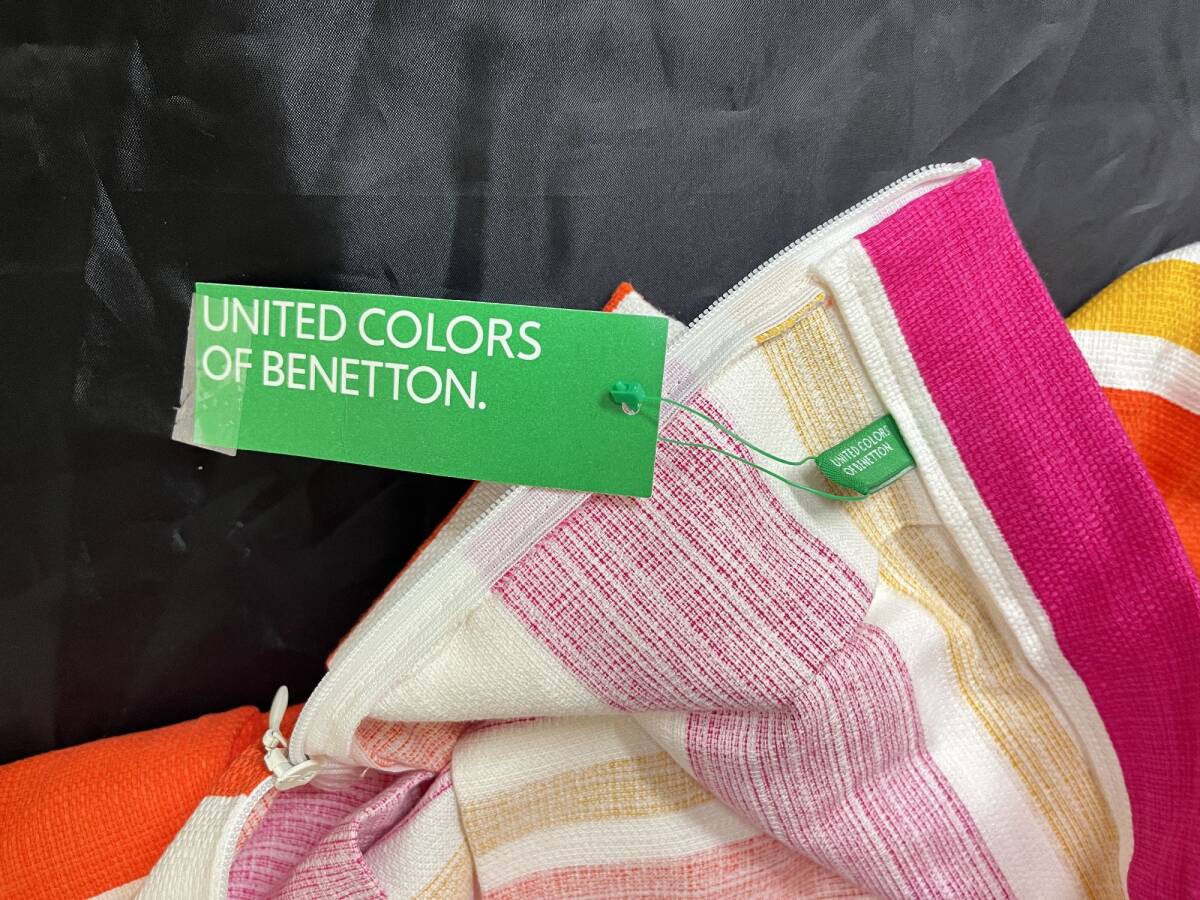 UNITED COLORS
OF BENETTON.
UNITED COLORS
OF BENETTON